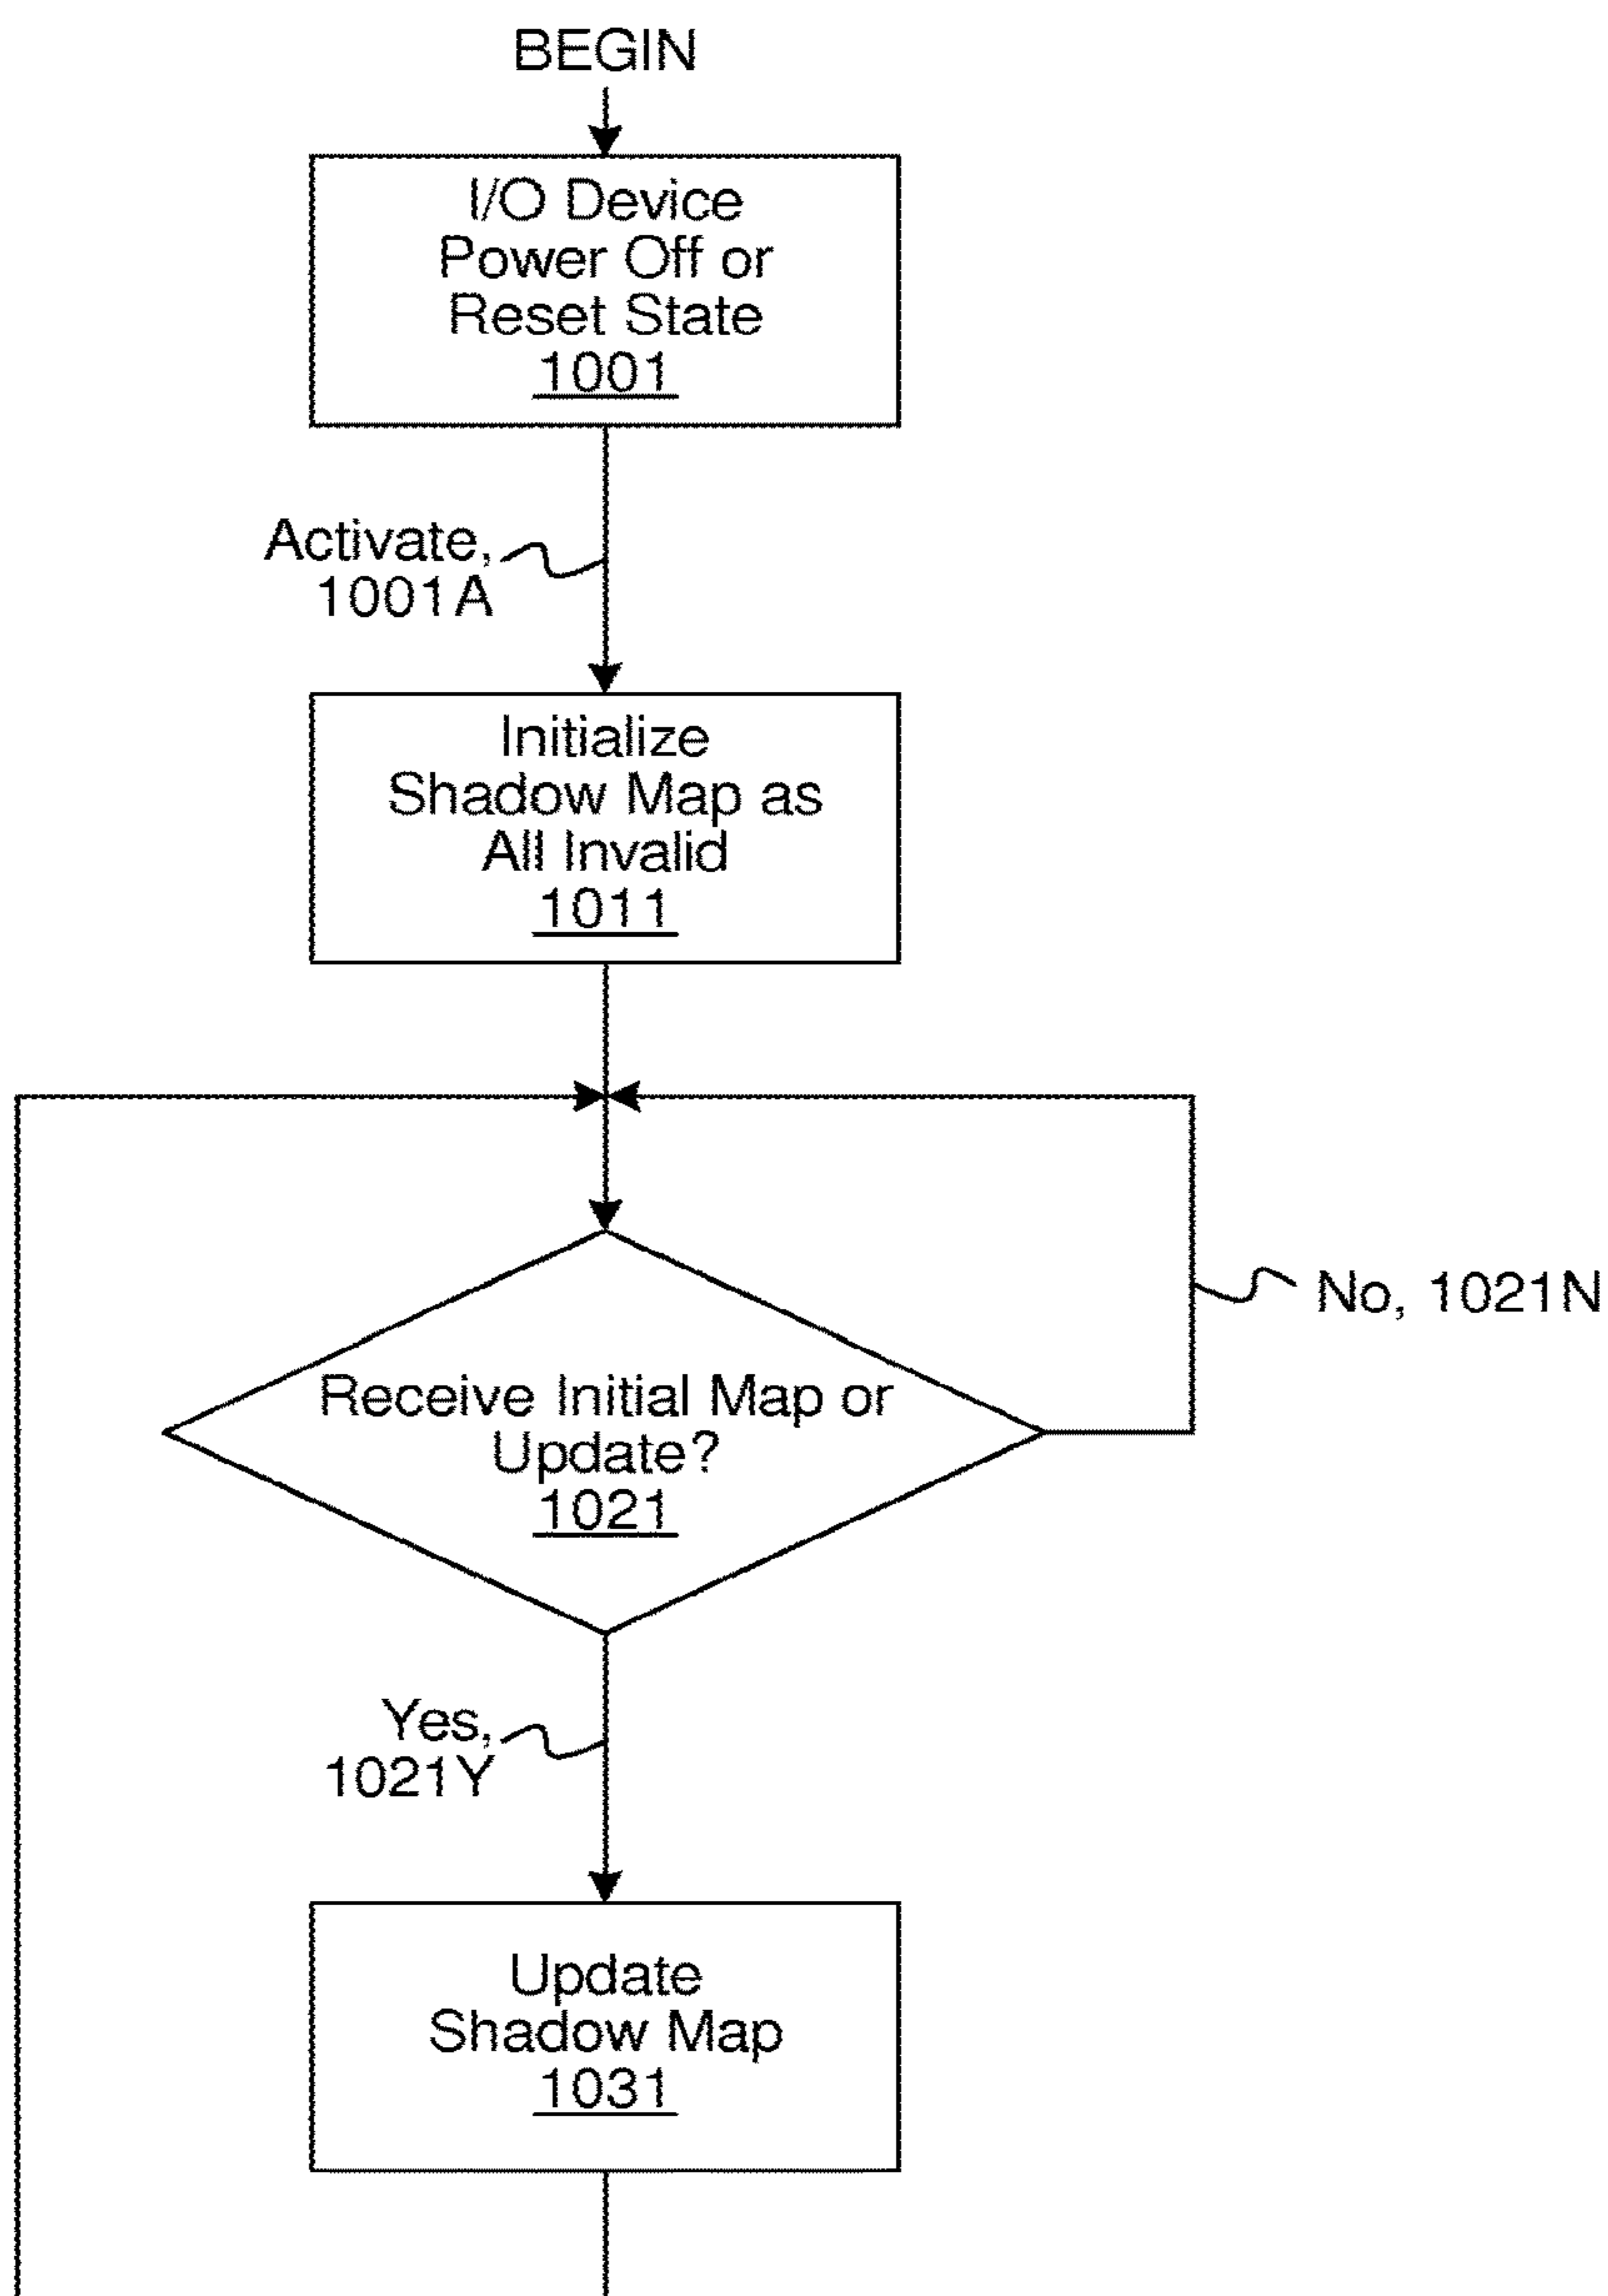 BEGIN
I/O Device
Power Off or
Reset State
1001
Activate,
1001A
Initialize
Shadow Map as
All Invalid
1011
No, 1021N
Receive Initial Map or
Update?
1021
Yes,
1021Y
Update
Shadow Map
1031